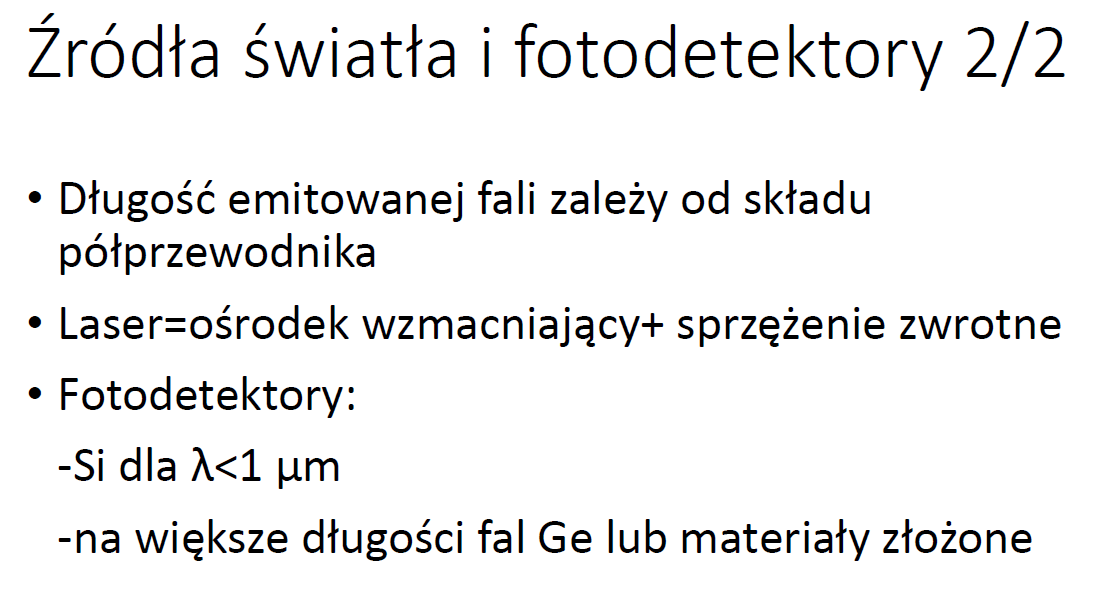 Źródła światła i fotodetektory 2/2
• Długość emitowanej fali zależy od składu
półprzewodnika
• Laser=ośrodek wzmacniający+ sprzężenie zwrotne
• Fotodetektory:
-Si dla λ<1 μm
-na większe długości fal Ge lub materiały złożone